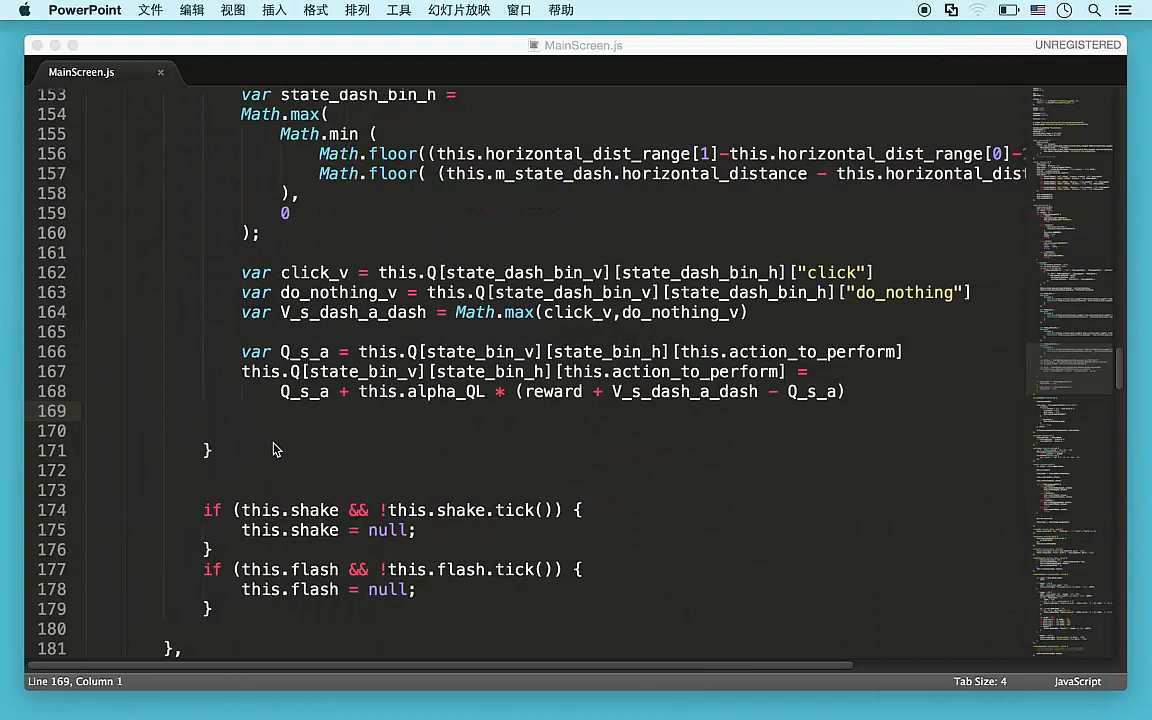 PowerPoint 文件 编辑 视图 插入 格式 排列 工具 幻灯片放映 窗口 帮助
MainScreen.js UNREGISTERED
MainScreen.js ×
153 var state_dash_bin_h =
154 Math.max(
155 Math.min (
156 Math.floor((this.horizontal_dist_range[1]-this.horizontal_dist_range[0]-
157 Math.floor( (this.m_state_dash.horizontal_distance - this.horizontal_dist
158 ),
159 0
160 );
161
162 var click_v = this.Q[state_dash_bin_v][state_dash_bin_h]["click"]
163 var do_nothing_v = this.Q[state_dash_bin_v][state_dash_bin_h]["do_nothing"]
164 var V_s_dash_a_dash = Math.max(click_v,do_nothing_v)
165
166 var Q_s_a = this.Q[state_bin_v][state_bin_h][this.action_to_perform]
167 this.Q[state_bin_v][state_bin_h][this.action_to_perform] =
168 Q_s_a + this.alpha_QL * (reward + V_s_dash_a_dash - Q_s_a)
169
170
171 }
172
173
174 if (this.shake && !this.shake.tick()) {
175 this.shake = null;
176 }
177 if (this.flash && !this.flash.tick()) {
178 this.flash = null;
179 }
180
181 },
Line 169, Column 1 Tab Size: 4 JavaScript